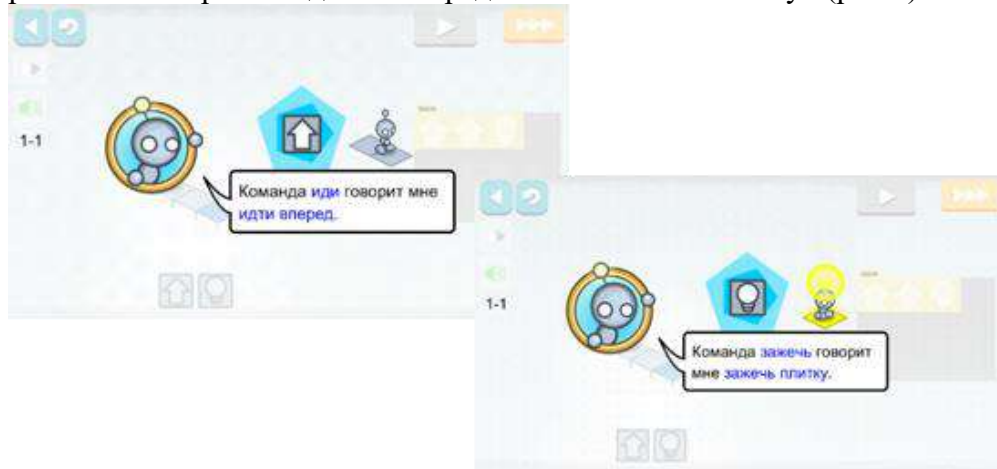 1-1
Команда иди говорит мне
идти вперед.
1-1
Команда зажечь говорит
мне зажечь плитку.